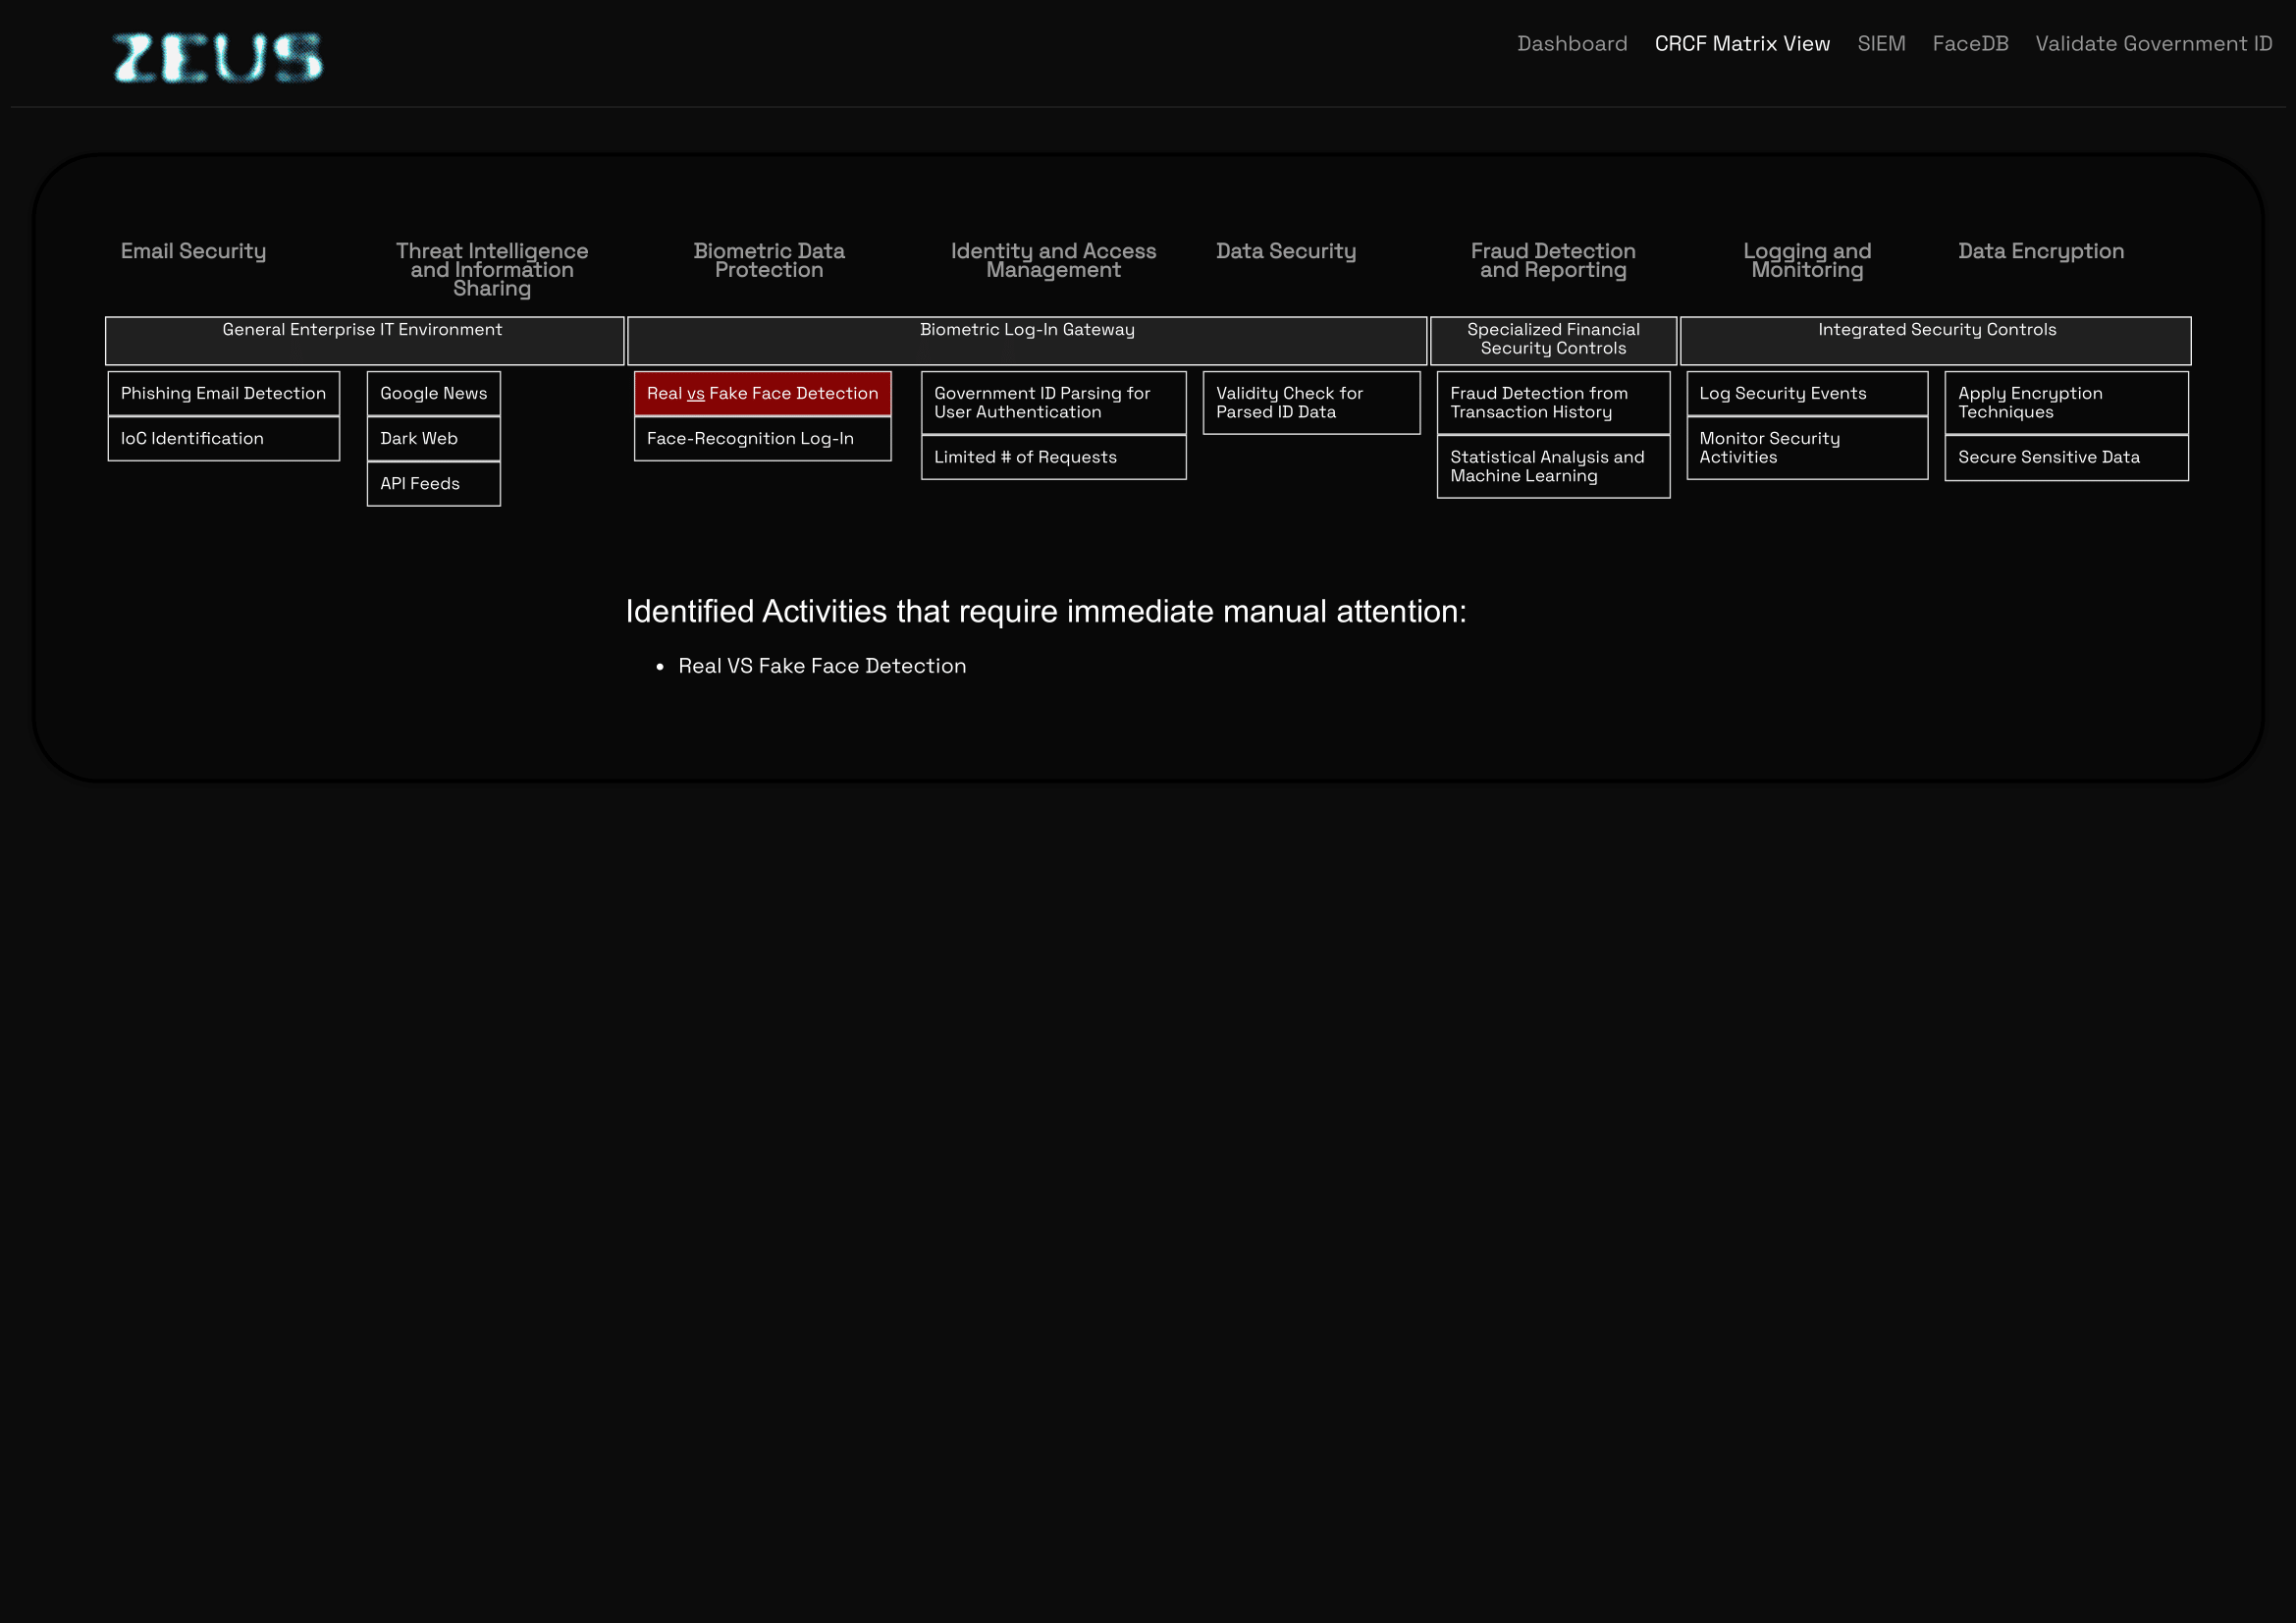 ZEUS
Dashboard CRCF Matrix View SIEM FaceDB Validate Government ID
Email Security
Threat Intelligence
and Information
Sharing
Biometric Data
Protection
Identity and Access
Management
Data Security
Fraud Detection
and Reporting
Logging and
Monitoring
Data Encryption
General Enterprise IT Environment
Biometric Log-In Gateway
Specialized Financial
Security Controls
Integrated Security Controls
Phishing Email Detection
IoC Identification
Google News
Dark Web
API Feeds
Real vs Fake Face Detection
Face-Recognition Log-In
Government ID Parsing for
User Authentication
Limited # of Requests
Validity Check for
Parsed ID Data
Fraud Detection from
Transaction History
Statistical Analysis and
Machine Learning
Log Security Events
Monitor Security
Activities
Apply Encryption
Techniques
Secure Sensitive Data
Identified Activities that require immediate manual attention:
• Real VS Fake Face Detection